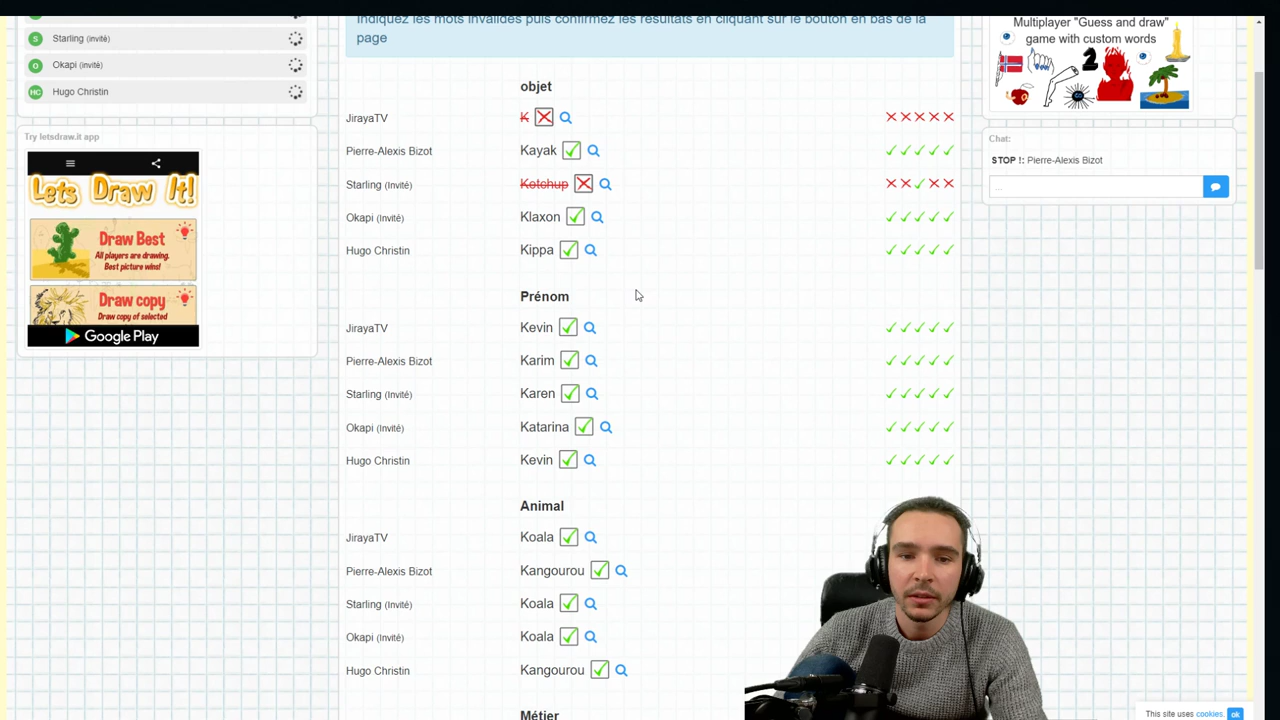 Indiquez les mots invalides puis confirmez les résultats en cliquant sur le bouton en bas de la
page
S Starling (invité)
O Okapi (invité)
HC Hugo Christin
Try letsdraw.it app
Lets Draw It!
Draw Best
All players are drawing.
Best picture wins!
Draw copy
Draw copy of selected
Google Play
objet
JirayaTV K
Pierre-Alexis Bizot Kayak
Starling (Invité) Ketchup
Okapi (Invité) Klaxon
Hugo Christin Kippa
Prénom
JirayaTV Kevin
Pierre-Alexis Bizot Karim
Starling (Invité) Karen
Okapi (Invité) Katarina
Hugo Christin Kevin
Animal
JirayaTV Koala
Pierre-Alexis Bizot Kangourou
Starling (Invité) Koala
Okapi (Invité) Koala
Hugo Christin Kangourou
Métier
Multiplayer "Guess and draw"
game with custom words
Chat:
STOP !: Pierre-Alexis Bizot
...
This site uses cookies. ok